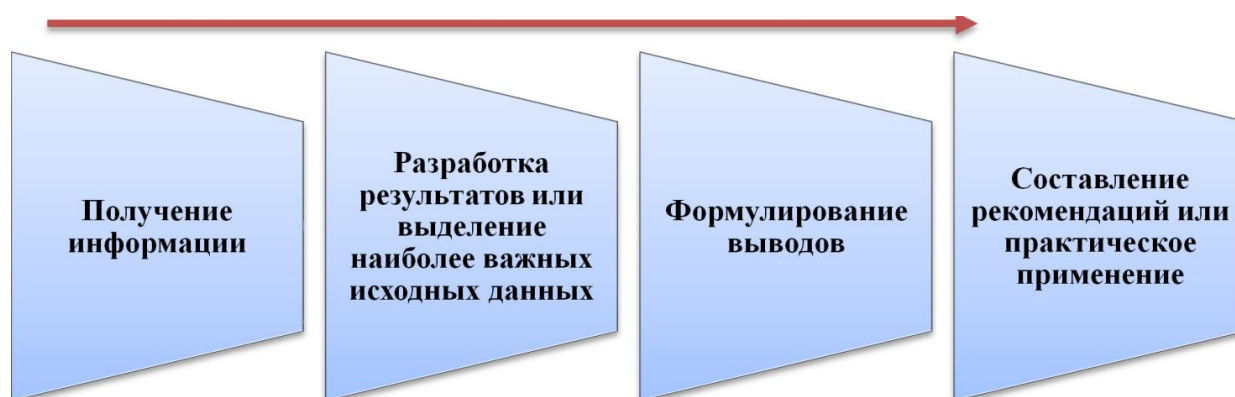 Получение
информации
Разработка
результатов или
выделение
наиболее важных
исходных данных
Формулирование
выводов
Составление
рекомендаций или
практическое
применение